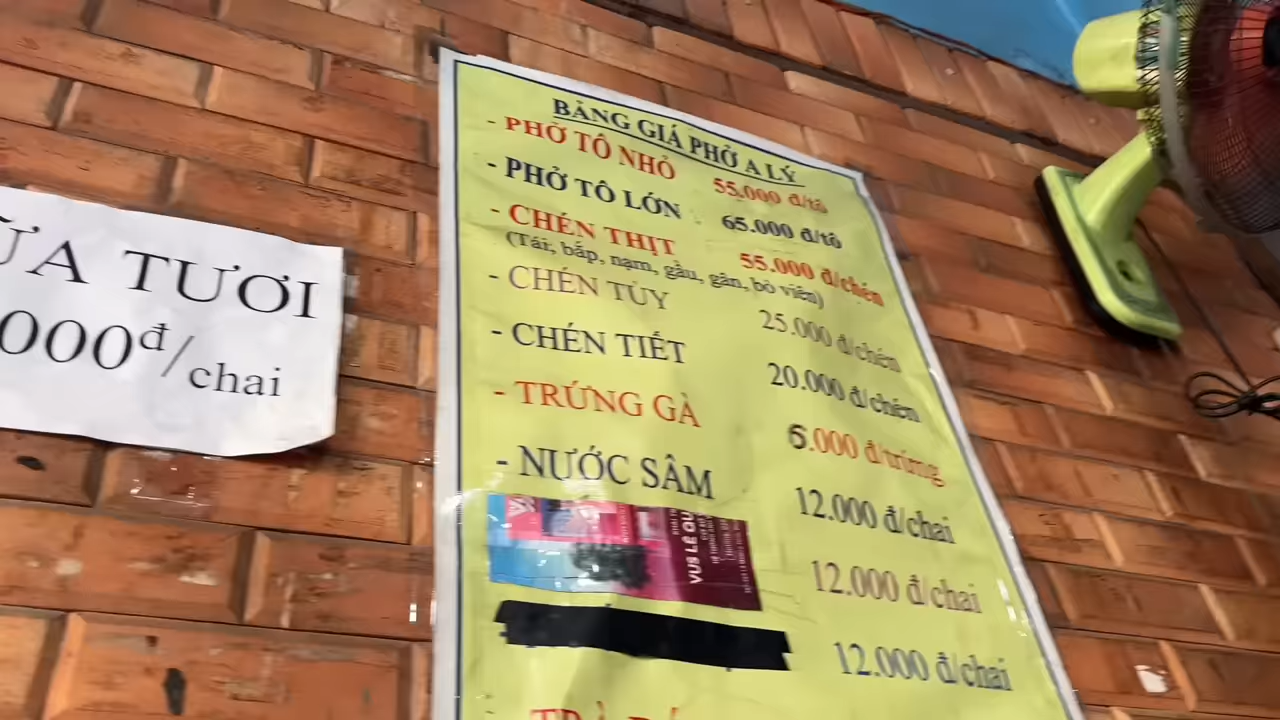 ỮA TƯƠI
000đ/chai
BẢNG GIÁ PHỞ A LÝ
- PHỞ TÔ NHỎ 55.000 đ/tô
- PHỞ TÔ LỚN 65.000 đ/tô
- CHÉN THỊT 55.000 đ/chén
(Tái, bắp, nạm, gầu, gân, bò viên)
- CHÉN TỦY 25.000 đ/chén
- CHÉN TIẾT 20.000 đ/chén
- TRỨNG GÀ 6.000 đ/trứng
- NƯỚC SÂM 12.000 đ/chai
VUS LÊ QU
12.000 đ/chai
12.000 đ/chai